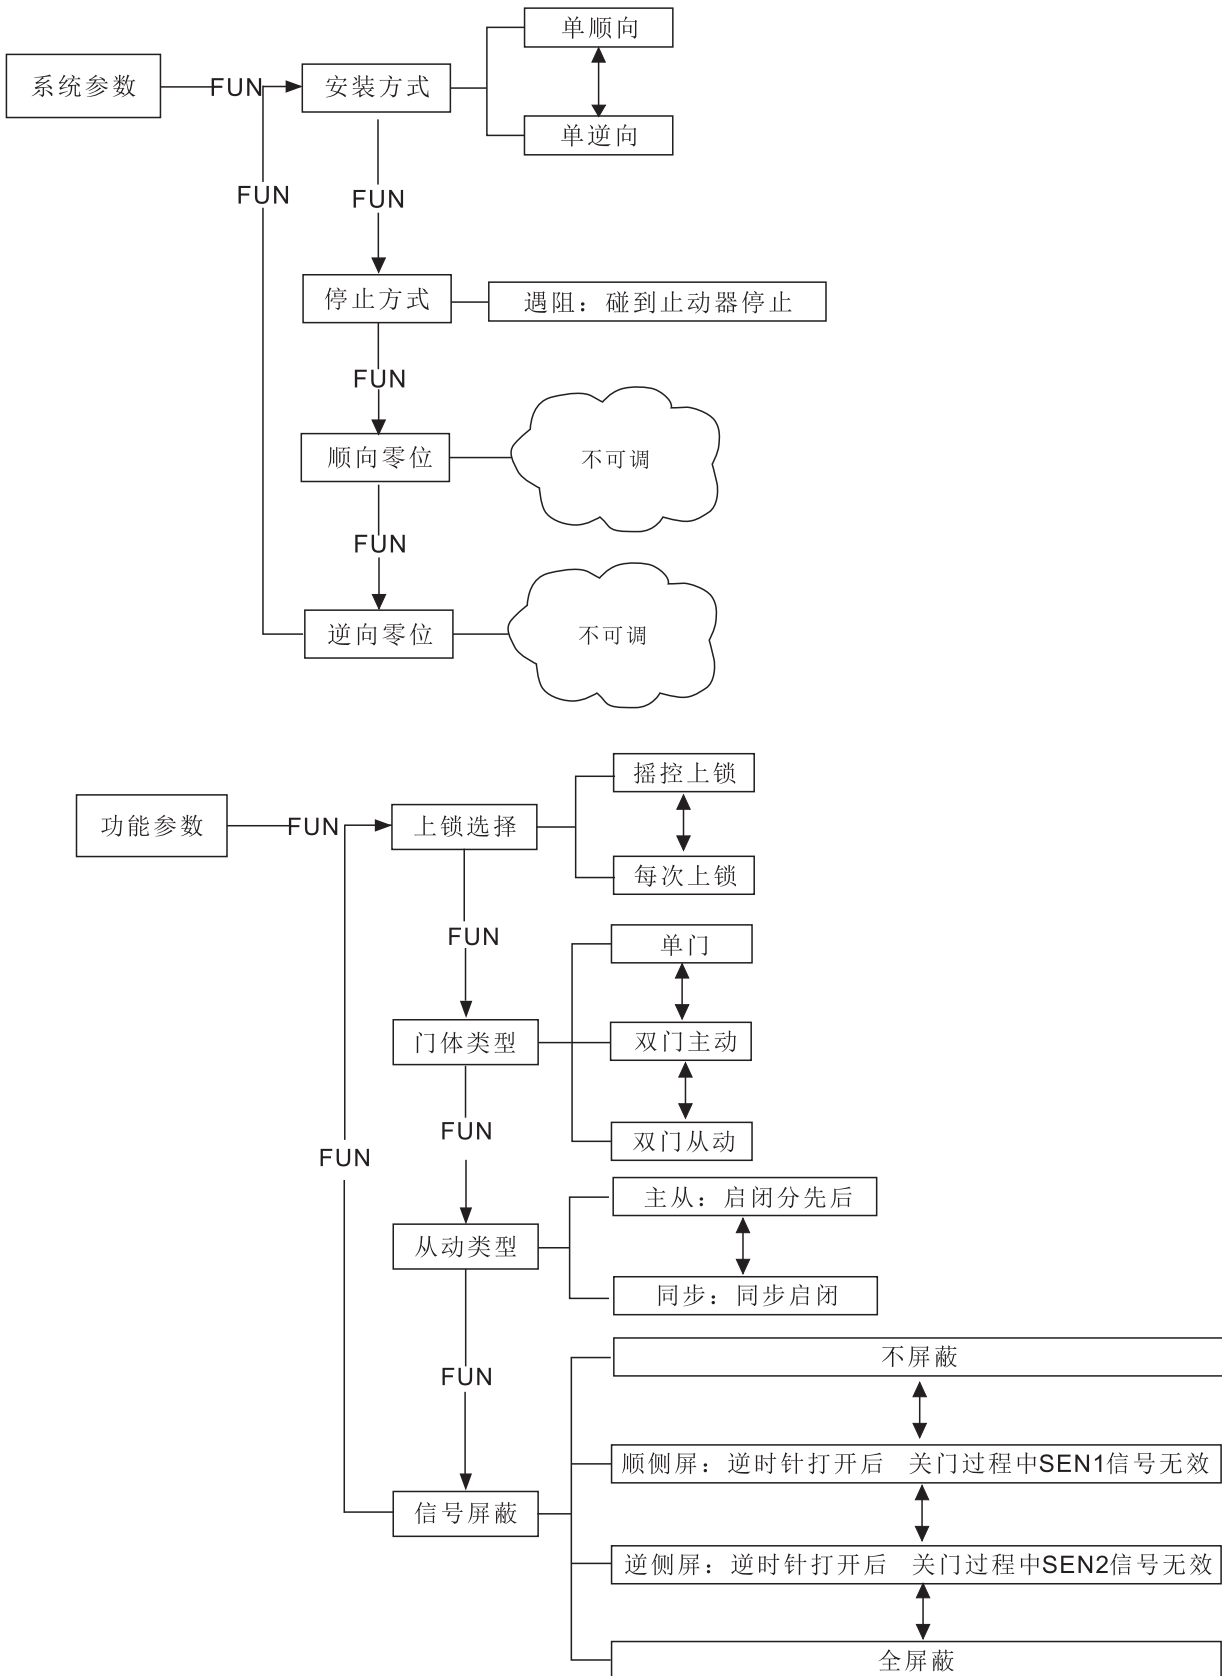 单顺向
系统参数
FUN
安装方式
单逆向
FUN
FUN
停止方式
遇阻：碰到止动器停止
FUN
顺向零位
不可调
FUN
逆向零位
不可调
摇控上锁
功能参数
FUN
上锁选择
每次上锁
FUN
单门
门体类型
双门主动
FUN
双门从动
FUN
主从：启闭分先后
从动类型
同步：同步启闭
不屏蔽
FUN
顺侧屏：逆时针打开后 关门过程中SEN1信号无效
信号屏蔽
逆侧屏：逆时针打开后 关门过程中SEN2信号无效
全屏蔽